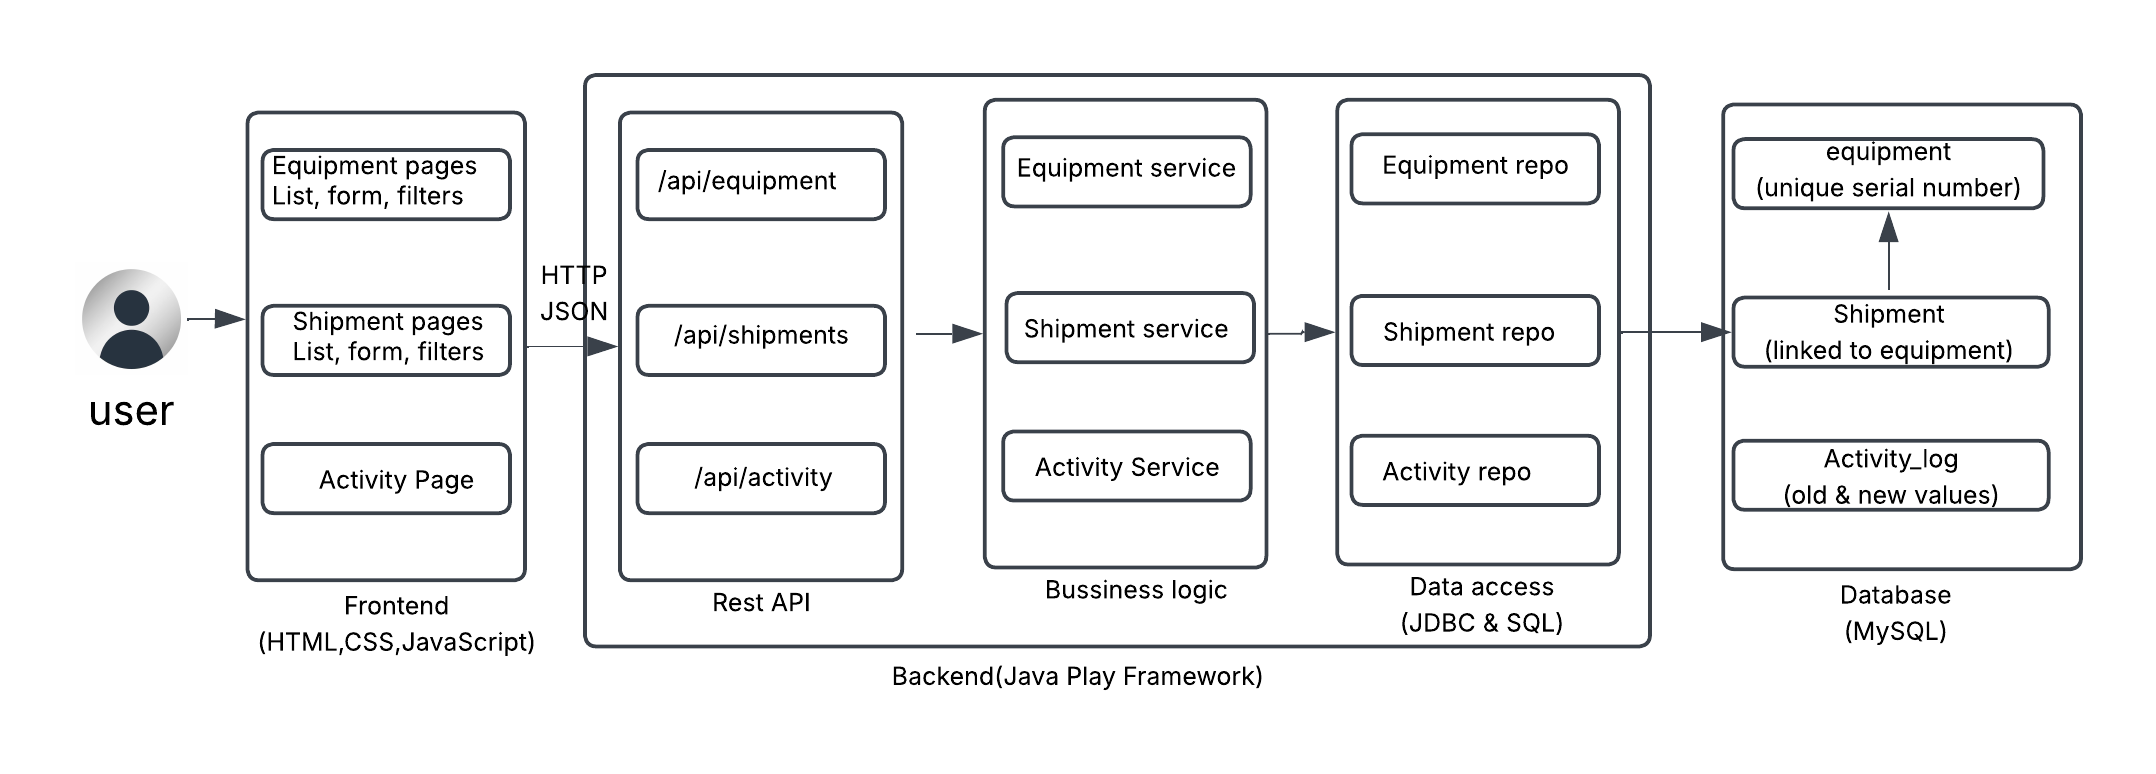 user
Equipment pages
List, form, filters
Shipment pages
List, form, filters
Activity Page
Frontend
(HTML,CSS,JavaScript)
HTTP
JSON
/api/equipment
/api/shipments
/api/activity
Rest API
Equipment service
Shipment service
Activity Service
Bussiness logic
Equipment repo
Shipment repo
Activity repo
Data access
(JDBC & SQL)
Backend(Java Play Framework)
equipment
(unique serial number)
Shipment
(linked to equipment)
Activity_log
(old & new values)
Database
(MySQL)